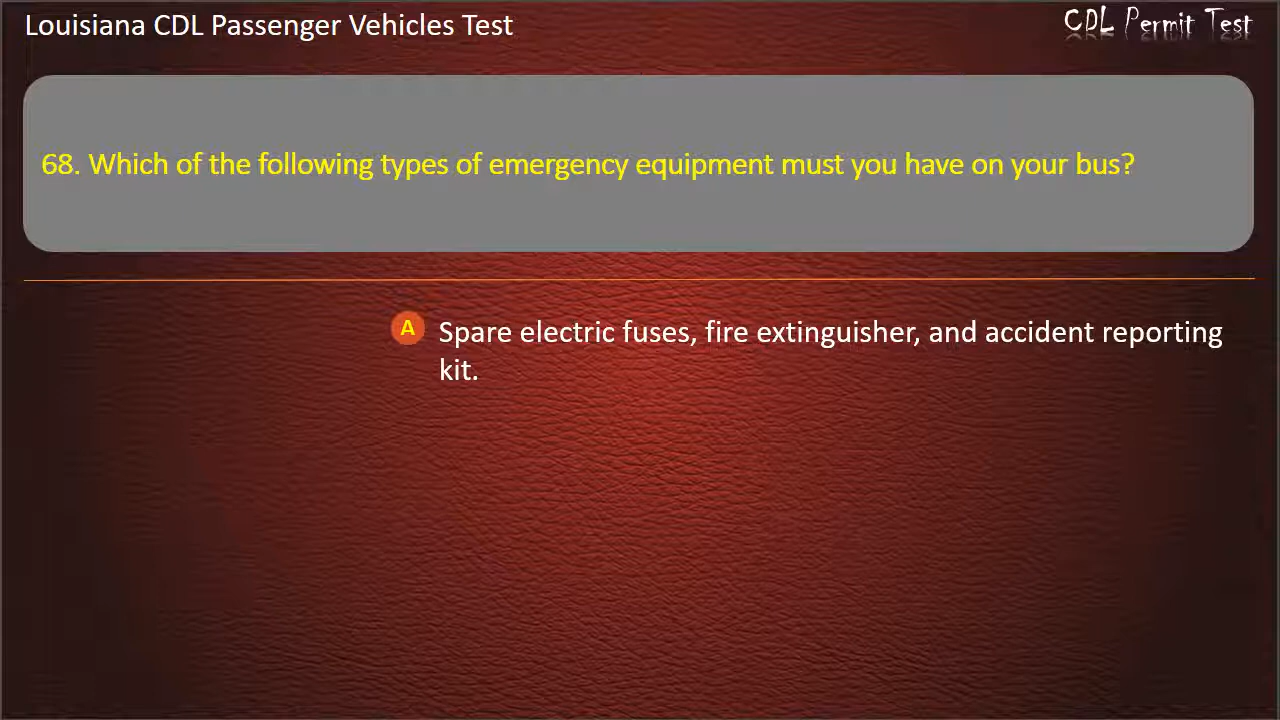 Louisiana CDL Passenger Vehicles Test
CDL Permit Test
68. Which of the following types of emergency equipment must you have on your bus?
A
Spare electric fuses, fire extinguisher, and accident reporting
kit.